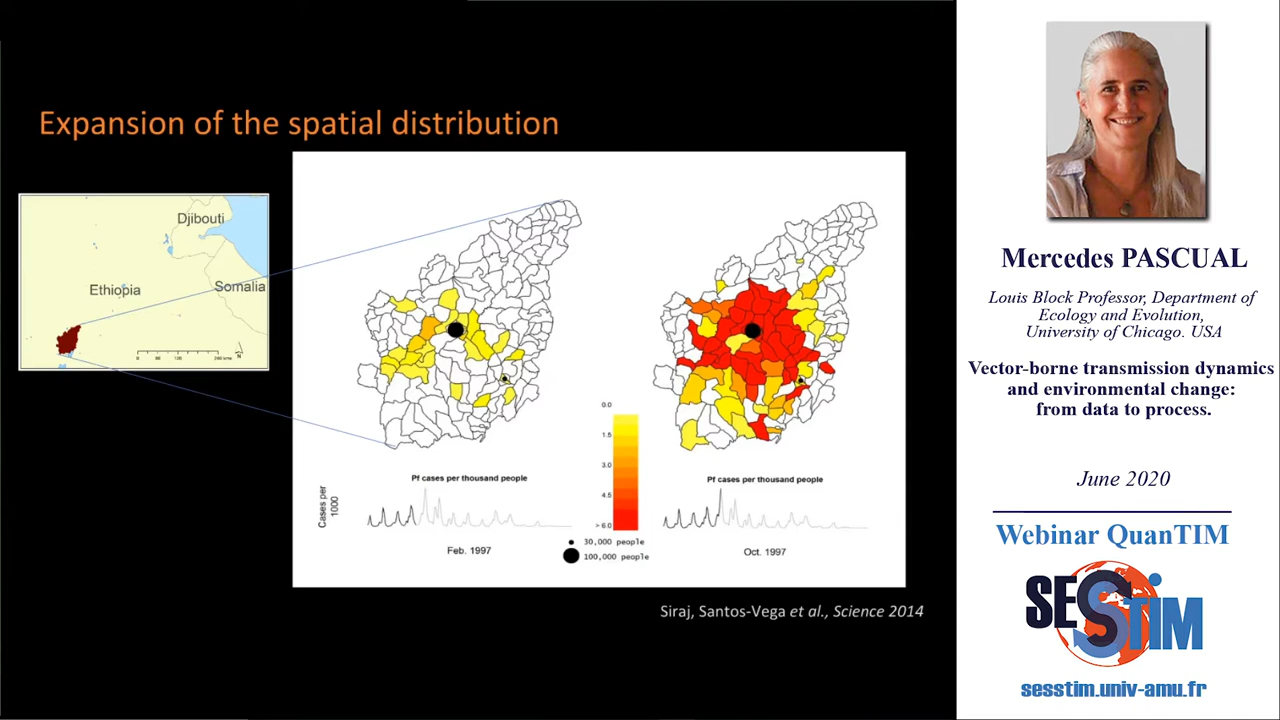 Expansion of the spatial distribution
Djibouti
Ethiopia
Somalia
N
0.0
1.5
3.0
4.5
> 6.0
Pf cases per thousand people
Pf cases per thousand people
Cases per
1000
Feb. 1997
Oct. 1997
30,000 people
100,000 people
Siraj, Santos-Vega et al., Science 2014
Mercedes PASCUAL
Louis Block Professor, Department of
Ecology and Evolution,
University of Chicago. USA
Vector-borne transmission dynamics
and environmental change:
from data to process.
June 2020
Webinar QuanTIM
SESSTIM
sesstim.univ-amu.fr